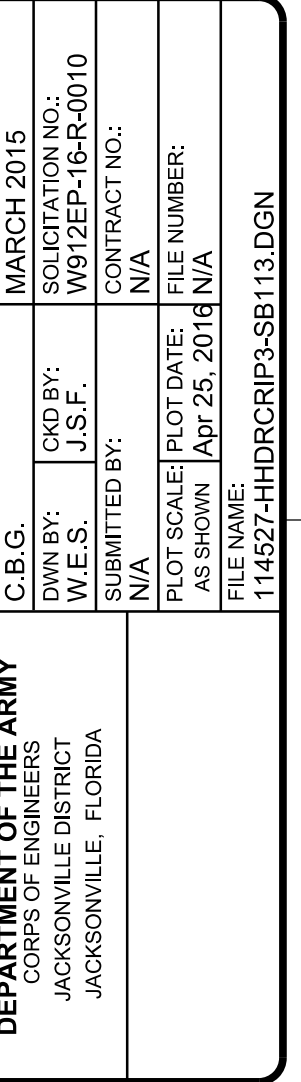 DEPARTMENT OF THE ARMY
CORPS OF ENGINEERS
JACKSONVILLE DISTRICT
JACKSONVILLE, FLORIDA
C.B.G.
MARCH 2015
DWN BY:
W.E.S.
CKD BY:
J.S.F.
SOLICITATION NO.:
W912EP-16-R-0010
SUBMITTED BY:
N/A
CONTRACT NO.:
N/A
PLOT SCALE:
AS SHOWN
PLOT DATE:
Apr 25, 2016
FILE NUMBER:
N/A
FILE NAME:
114527-HHDRCRIP3-SB113.DGN